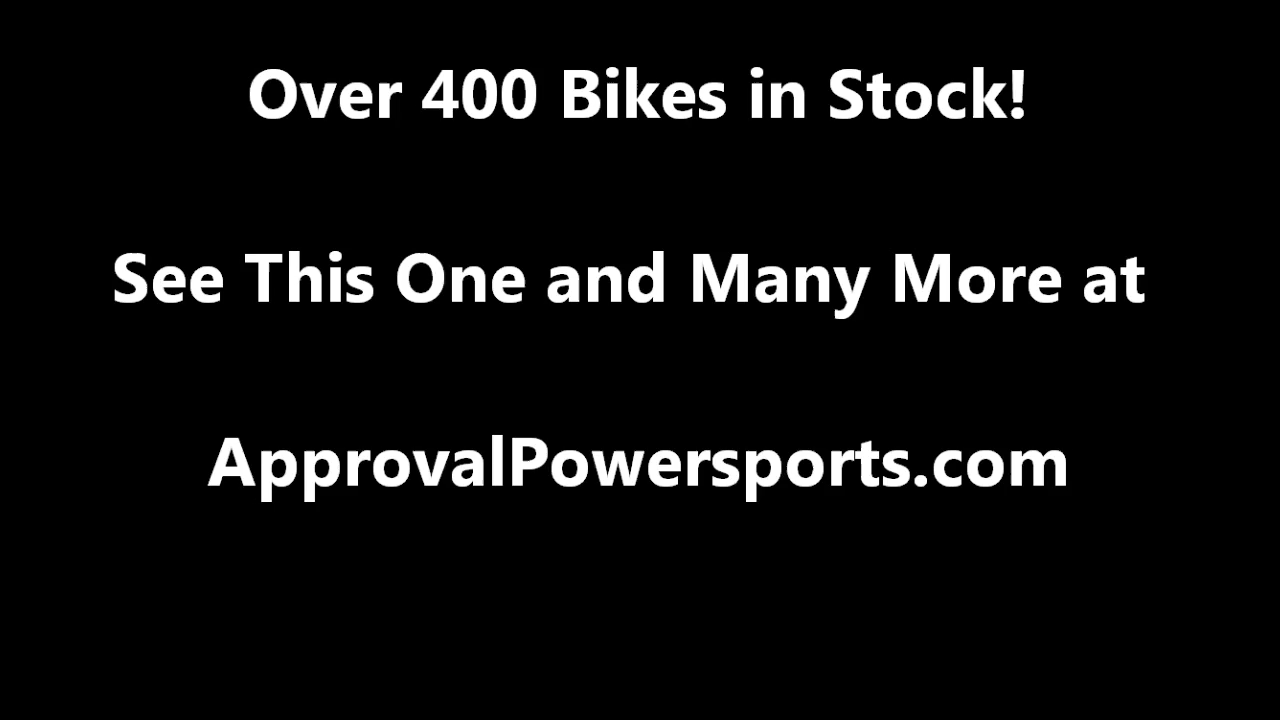 Over 400 Bikes in Stock!
See This One and Many More at
ApprovalPowersports.com